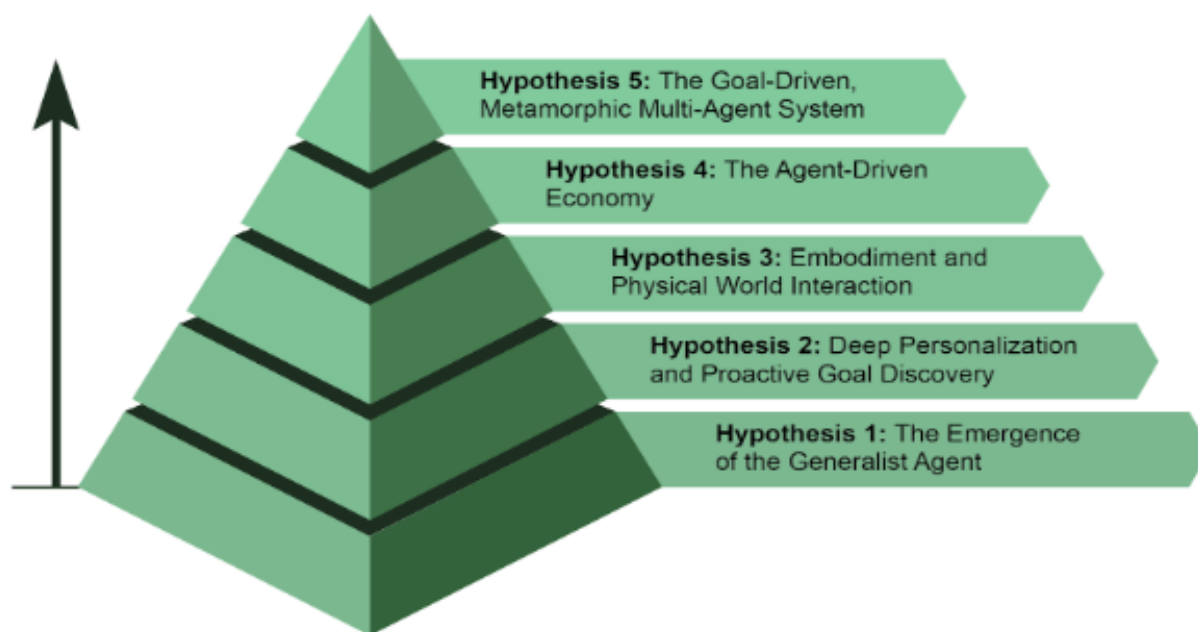 Hypothesis 5: The Goal-Driven,
Metamorphic Multi-Agent System
Hypothesis 4: The Agent-Driven
Economy
Hypothesis 3: Embodiment and
Physical World Interaction
Hypothesis 2: Deep Personalization
and Proactive Goal Discovery
Hypothesis 1: The Emergence
of the Generalist Agent